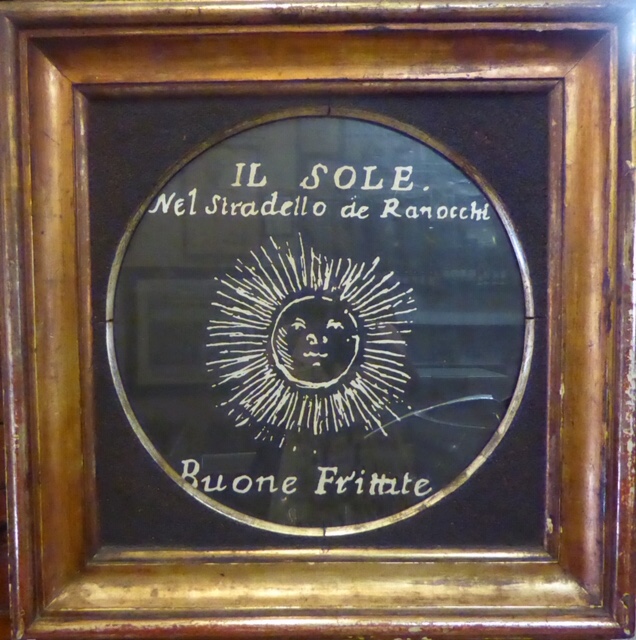 IL SOLE.
Nel Stradello de Ranocchi
Buone Frittate